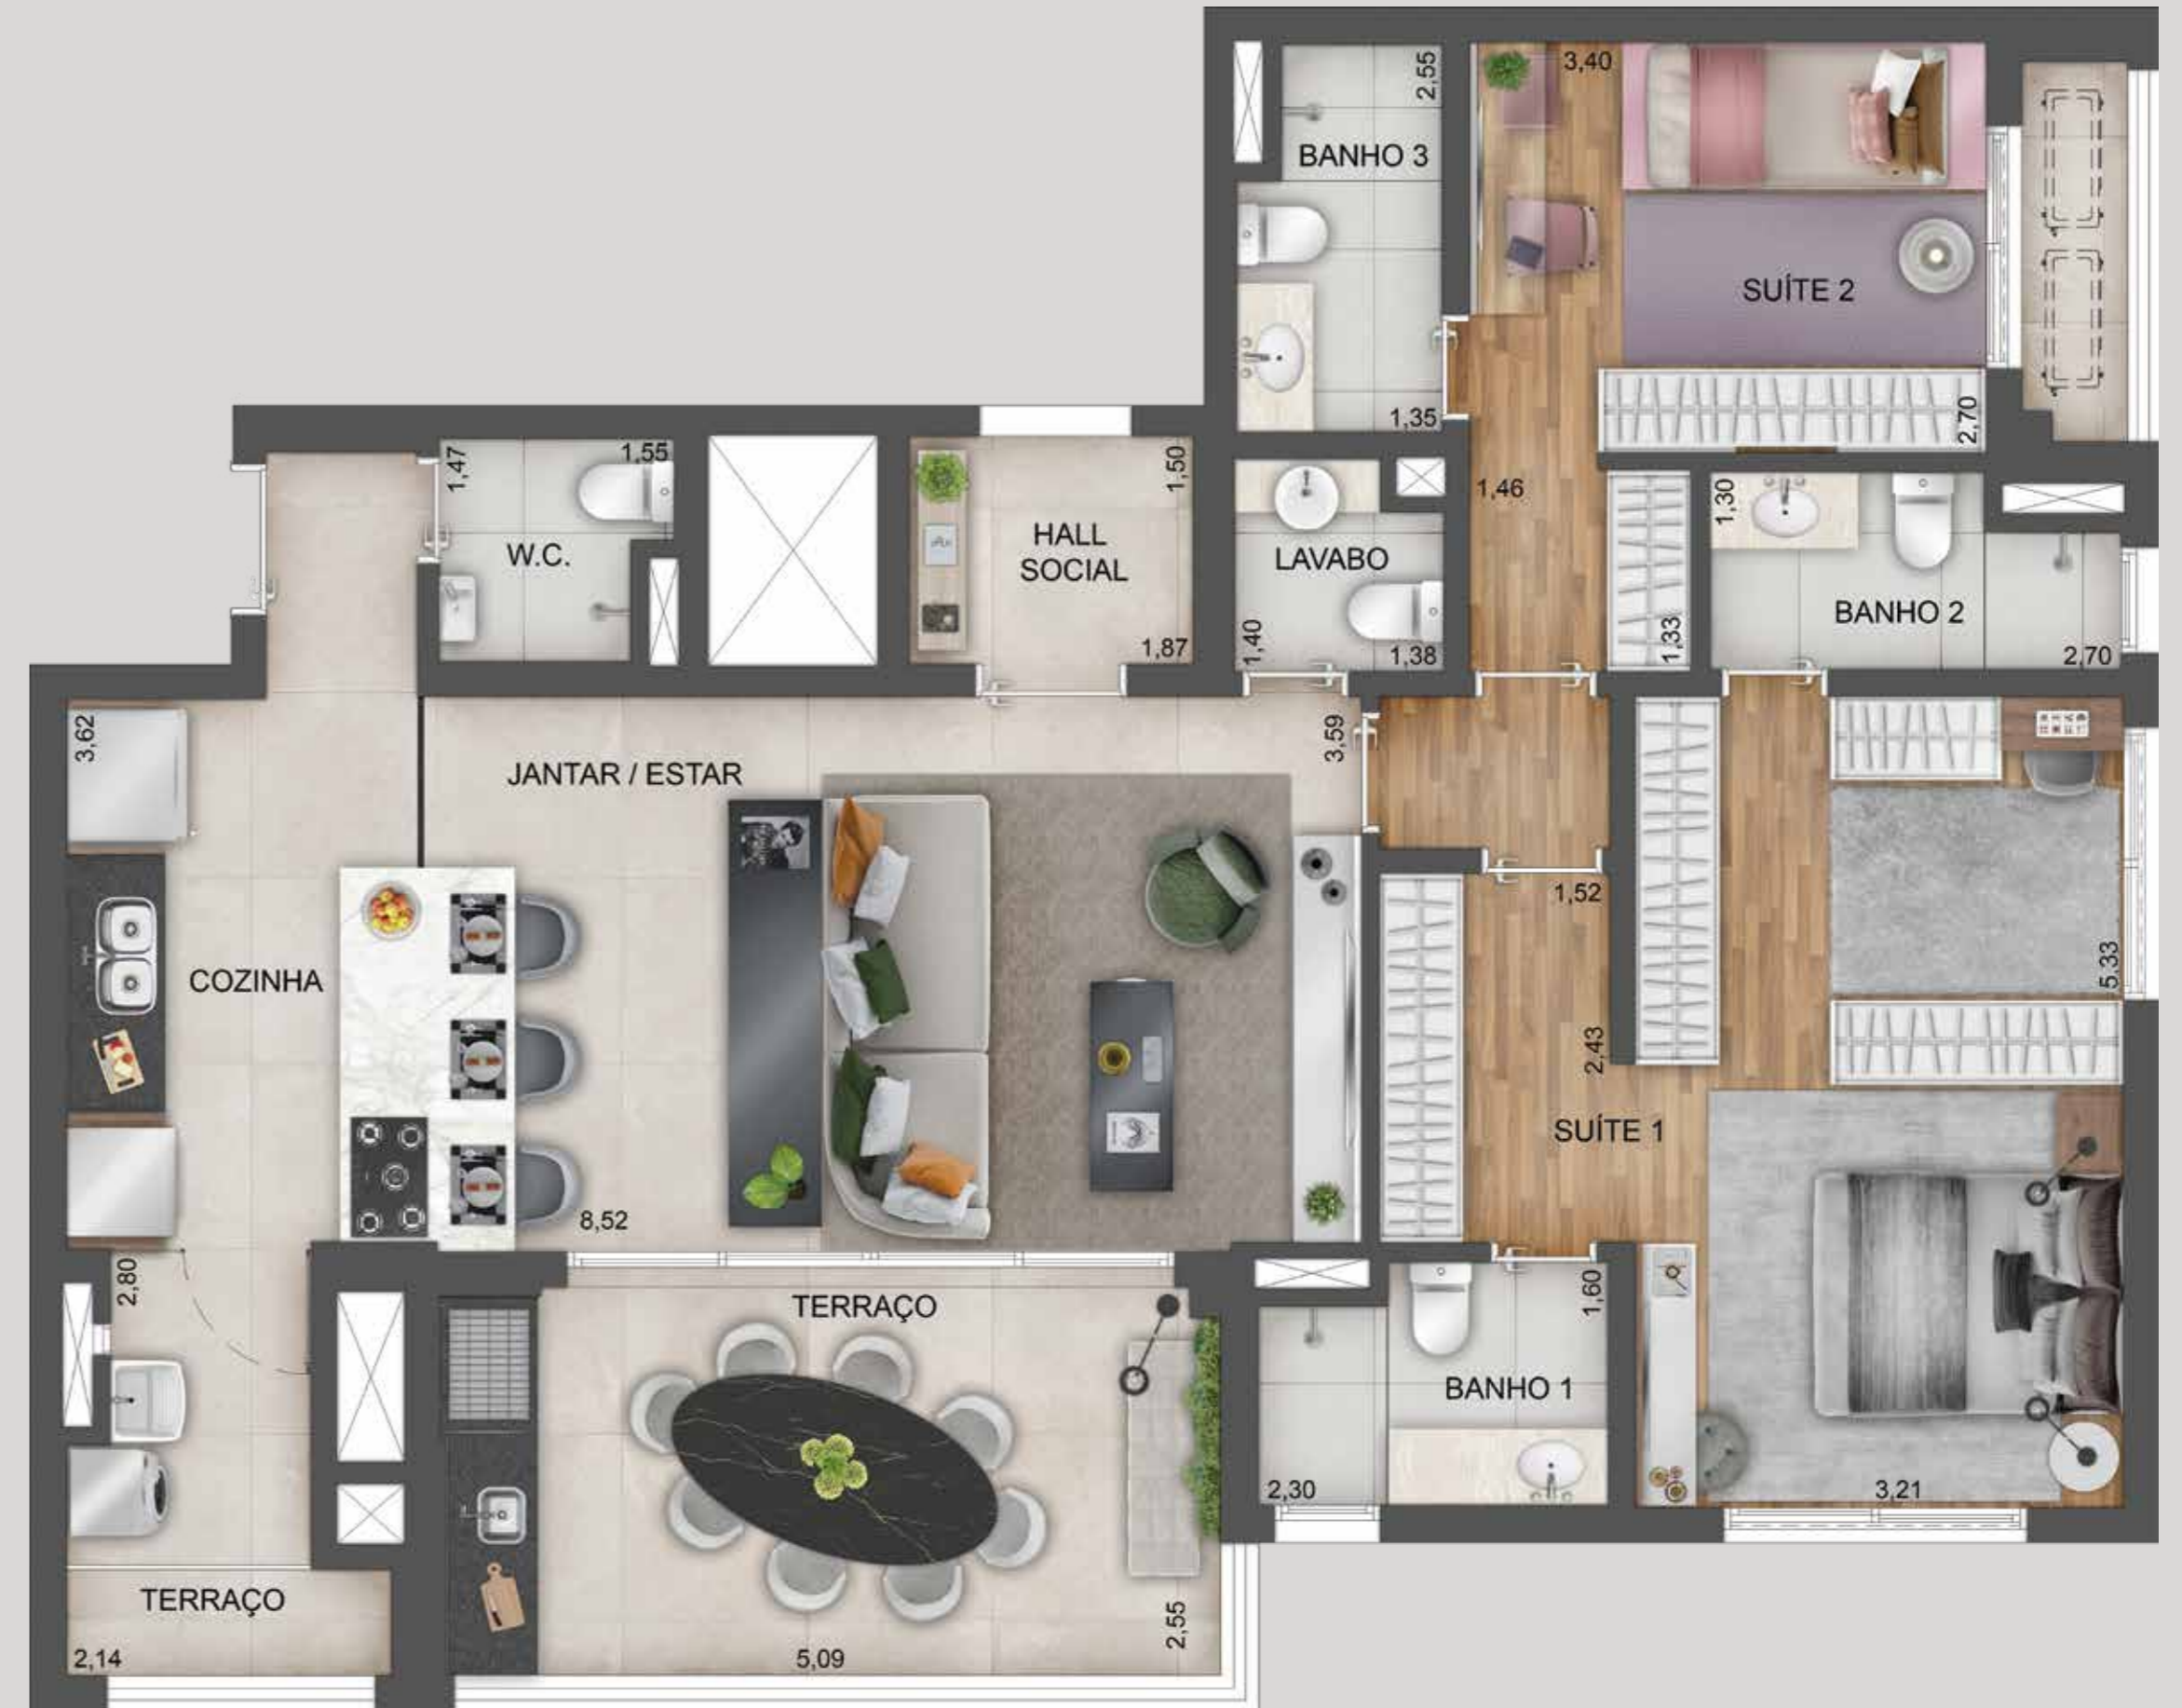 2,55
3,40
BANHO 3
SUÍTE 2
1,35
2,70
1,47
1,55
1,50
1,46
1,30
W.C.
HALL
SOCIAL
LAVABO
BANHO 2
1,87
1,40
1,38
1,33
2,70
3,62
JANTAR / ESTAR
3,59
1,52
COZINHA
5,33
2,43
SUÍTE 1
8,52
2,80
TERRAÇO
1,60
BANHO 1
2,30
3,21
TERRAÇO
2,55
2,14
5,09